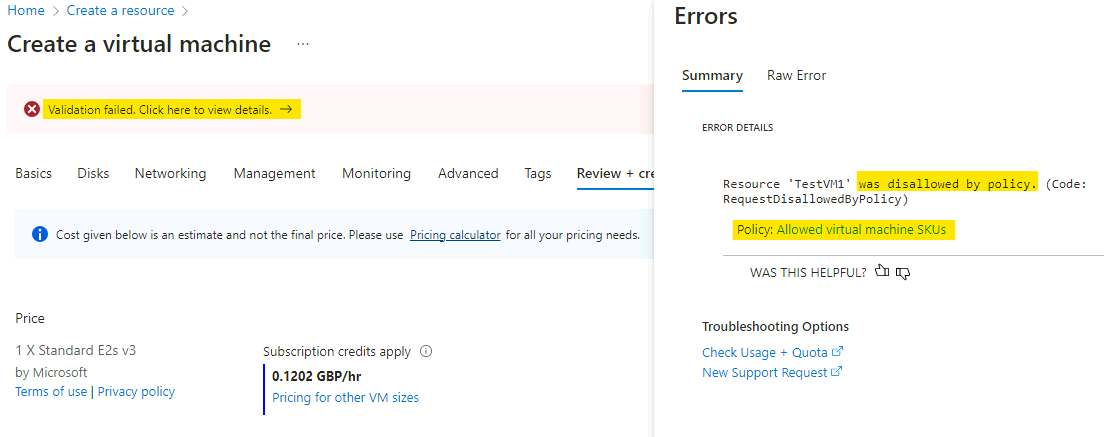 Home > Create a resource >
Create a virtual machine ...
Validation failed. Click here to view details. →
Basics Disks Networking Management Monitoring Advanced Tags Review + cre
Cost given below is an estimate and not the final price. Please use Pricing calculator for all your pricing needs.
Price
1 X Standard E2s v3
by Microsoft
Terms of use | Privacy policy
Subscription credits apply
0.1202 GBP/hr
Pricing for other VM sizes
Errors
Summary Raw Error
ERROR DETAILS
Resource 'TestVM1' was disallowed by policy. (Code:
RequestDisallowedByPolicy)
Policy: Allowed virtual machine SKUs
WAS THIS HELPFUL?
Troubleshooting Options
Check Usage + Quota
New Support Request